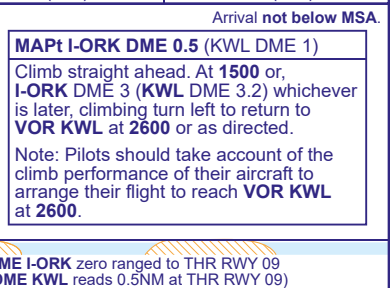 Arrival not below MSA.
MAPt I-ORK DME 0.5 (KWL DME 1)
Climb straight ahead. At 1500 or,
I-ORK DME 3 (KWL DME 3.2) whichever
is later, climbing turn left to return to
VOR KWL at 2600 or as directed.
Note: Pilots should take account of the
climb performance of their aircraft to
arrange their flight to reach VOR KWL
at 2600.
ME I-ORK zero ranged to THR RWY 09
DME KWL reads 0.5NM at THR RWY 09)